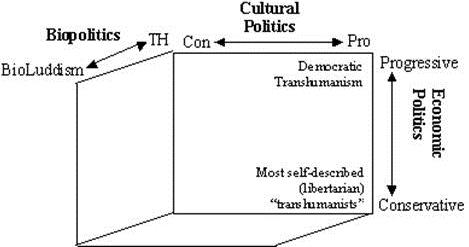 Cultural
Politics
Biopolitics
TH
Con
Pro
BioLuddism
Democratic
Transhumanism
Progressive
Economic
Politics
Most self-described
(libertarian)
“transhumanists”
Conservative